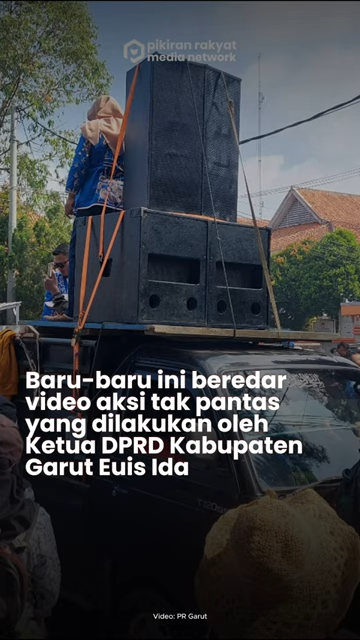 pikiran rakyat
media network
Baru-baru ini beredar
video aksi tak pantas
yang dilakukan oleh
Ketua DPRD Kabupaten
Garut Euis Ida
Video: PR Garut